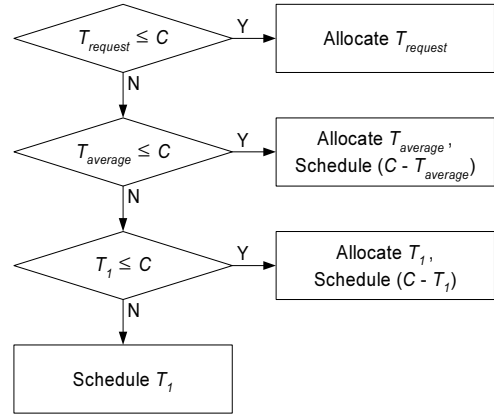 T_request ≤ C
Y
Allocate T_request
N
T_average ≤ C
Y
Allocate T_average ,
Schedule (C - T_average)
N
T_1 ≤ C
Y
Allocate T_1 ,
Schedule (C - T_1)
N
Schedule T_1